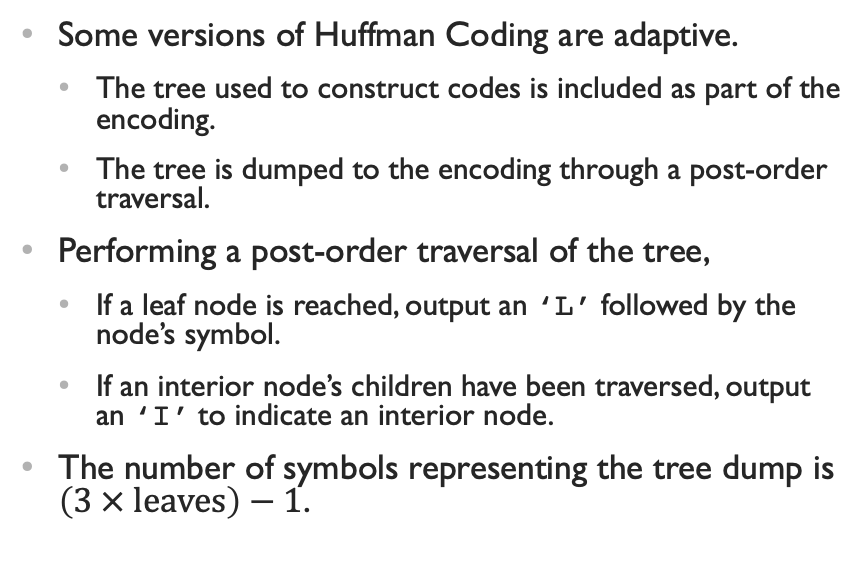 • Some versions of Huffman Coding are adaptive.
• The tree used to construct codes is included as part of the
encoding.
• The tree is dumped to the encoding through a post-order
traversal.
• Performing a post-order traversal of the tree,
• If a leaf node is reached, output an ‘L’ followed by the
node’s symbol.
• If an interior node’s children have been traversed, output
an ‘I’ to indicate an interior node.
• The number of symbols representing the tree dump is
(3 × leaves) − 1.